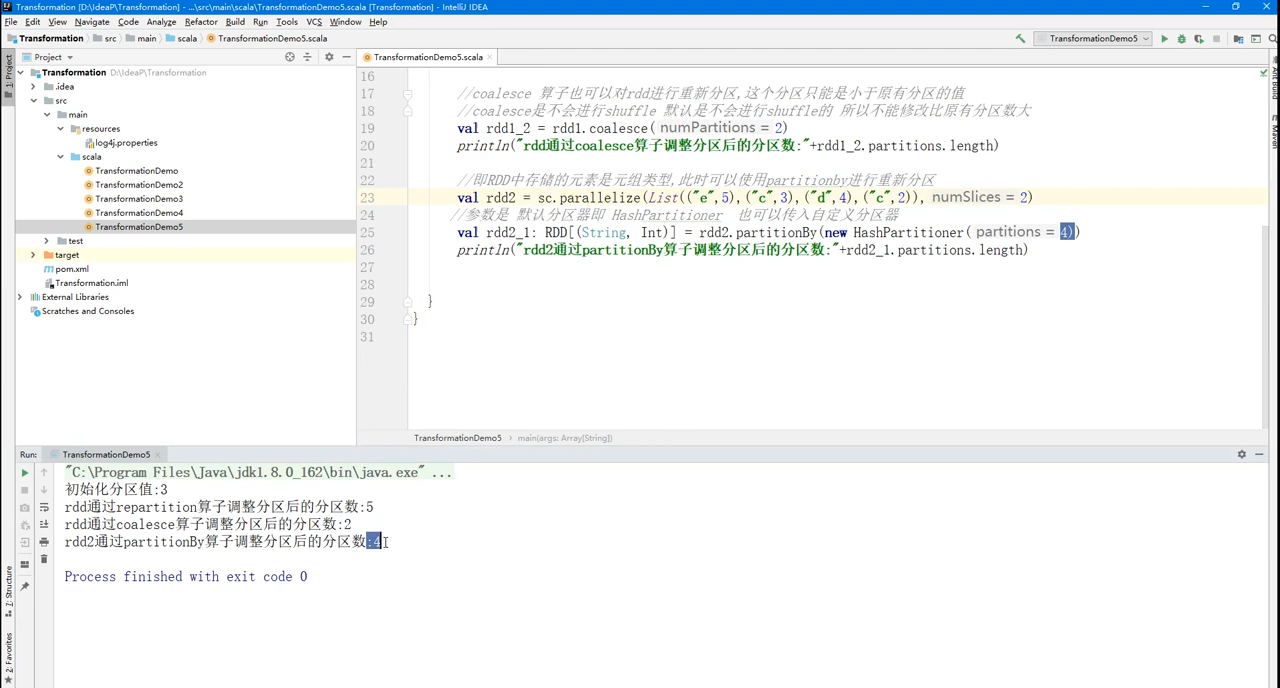 Transformation [D:\IdeaP\Transformation] - ...\src\main\scala\TransformationDemo5.scala [Transformation] - IntelliJ IDEA
File Edit View Navigate Code Analyze Refactor Build Run Tools VCS Window Help
Transformation src main scala TransformationDemo5.scala
TransformationDemo5
1: Project
Project
TransformationDemo5.scala
Transformation D:\IdeaP\Transformation
.idea
src
main
resources
log4j.properties
scala
TransformationDemo
TransformationDemo2
TransformationDemo3
TransformationDemo4
TransformationDemo5
test
target
pom.xml
Transformation.iml
External Libraries
Scratches and Consoles
16
17 //coalesce 算子也可以对rdd进行重新分区,这个分区只能是小于原有分区的值
18 //coalesce是不会进行shuffle 默认是不进行shuffle的 所以不能修改比原有分区数大
19 val rdd1_2 = rdd1.coalesce( numPartitions = 2)
20 println("rdd通过coalesce算子调整分区后的分区数:"+rdd1_2.partitions.length)
21
22 //即RDD中存储的元素是元组类型,此时可以使用partitionby进行重新分区
23 val rdd2 = sc.parallelize(List(("e",5),("c",3),("d",4),("c",2)), numSlices = 2)
24 //参数是 默认分区器即 HashPartitioner 也可以传入自定义分区器
25 val rdd2_1: RDD[(String, Int)] = rdd2.partitionBy(new HashPartitioner( partitions = 4))
26 println("rdd2通过partitionBy算子调整分区后的分区数:"+rdd2_1.partitions.length)
27
28
29 }
30 }
31
TransformationDemo5 › main(args: Array[String])
Maven
Run: TransformationDemo5
"C:\Program Files\Java\jdk1.8.0_162\bin\java.exe" ...
初始化分区值:3
rdd通过repartition算子调整分区后的分区数:5
rdd通过coalesce算子调整分区后的分区数:2
rdd2通过partitionBy算子调整分区后的分区数:4
Process finished with exit code 0
7: Structure
2: Favorites